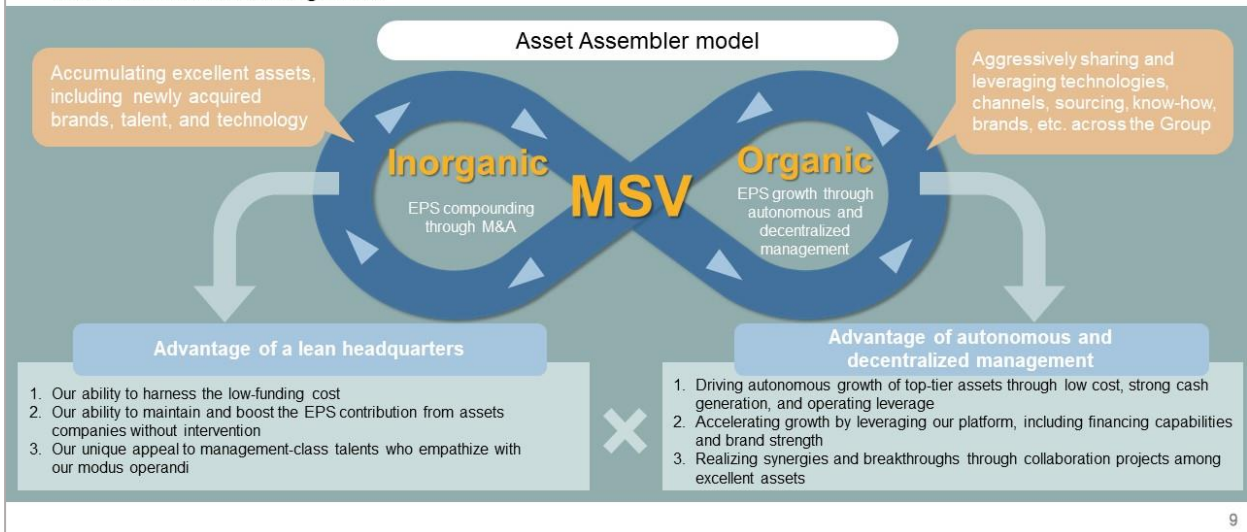 Asset Assembler model
Accumulating excellent assets,
including newly acquired
brands, talent, and technology
Aggressively sharing and
leveraging technologies,
channels, sourcing, know-how,
brands, etc. across the Group
Inorganic
EPS compounding
through M&A
MSV
Organic
EPS growth through
autonomous and
decentralized
management
Advantage of a lean headquarters
1. Our ability to harness the low-funding cost
2. Our ability to maintain and boost the EPS contribution from assets
companies without intervention
3. Our unique appeal to management-class talents who empathize with
our modus operandi
Advantage of autonomous and
decentralized management
1. Driving autonomous growth of top-tier assets through low cost, strong cash
generation, and operating leverage
2. Accelerating growth by leveraging our platform, including financing capabilities
and brand strength
3. Realizing synergies and breakthroughs through collaboration projects among
excellent assets
9